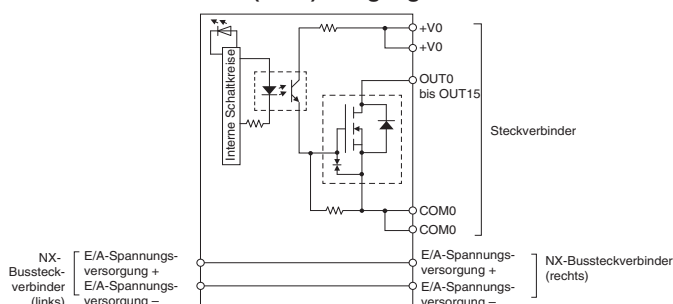 +V0
+V0
OUT0
bis OUT15
Interne Schaltkreise
Steckverbinder
COM0
COM0
NX-
Bussteck-
verbinder
(links)
E/A-Spannungs-
versorgung +
E/A-Spannungs-
versorgung –
E/A-Spannungs-
versorgung +
E/A-Spannungs-
versorgung –
NX-Bussteckverbinder
(rechts)